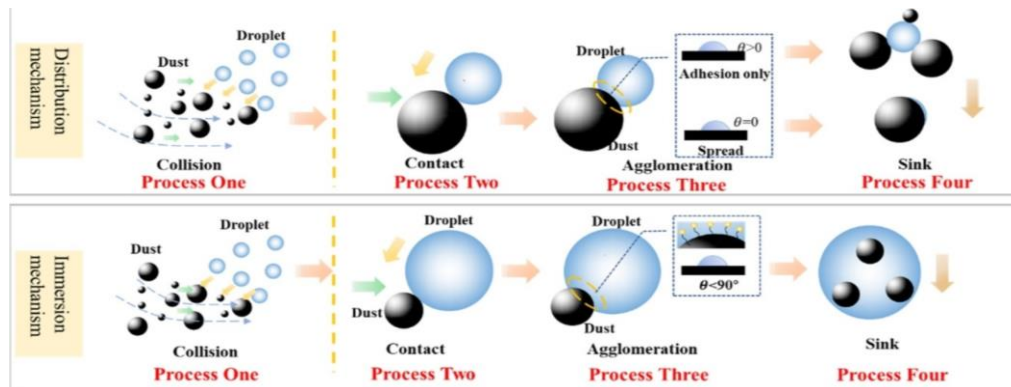 Distribution
mechanism
Dust
Droplet
Collision
Process One
Contact
Process Two
Droplet
Dust
θ>0
Adhesion only
θ=0
Spread
Agglomeration
Process Three
Sink
Process Four
Immersion
mechanism
Dust
Droplet
Collision
Process One
Droplet
Dust
Contact
Process Two
Droplet
Dust
θ<90°
Agglomeration
Process Three
Sink
Process Four